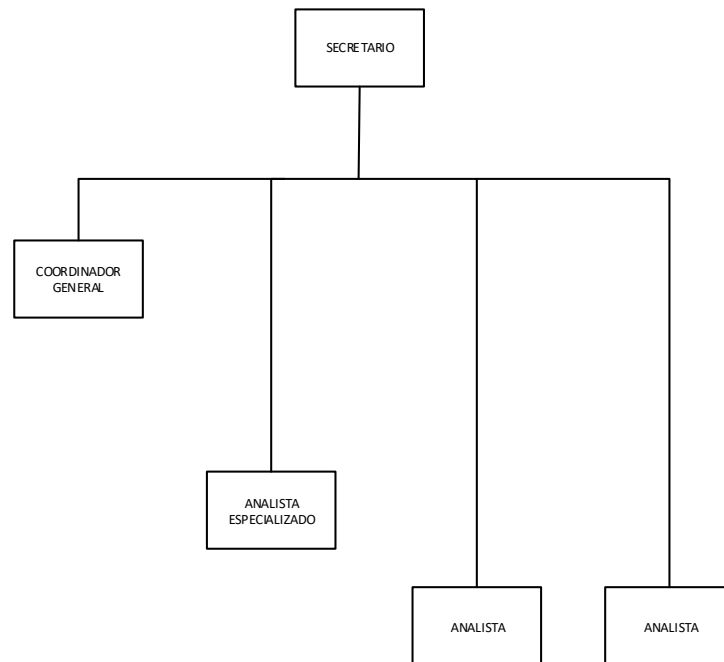 SECRETARIO
COORDINADOR
GENERAL
ANALISTA
ESPECIALIZADO
ANALISTA
ANALISTA